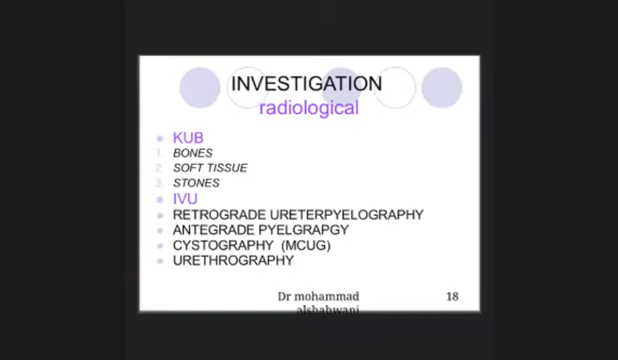 INVESTIGATION
radiological
KUB
1. BONES
2. SOFT TISSUE
3. STONES
IVU
RETROGRADE URETERPYELOGRAPHY
ANTEGRADE PYELGRAPGY
CYSTOGRAPHY (MCUG)
URETHROGRAPHY
Dr mohammad
alshabwani
18